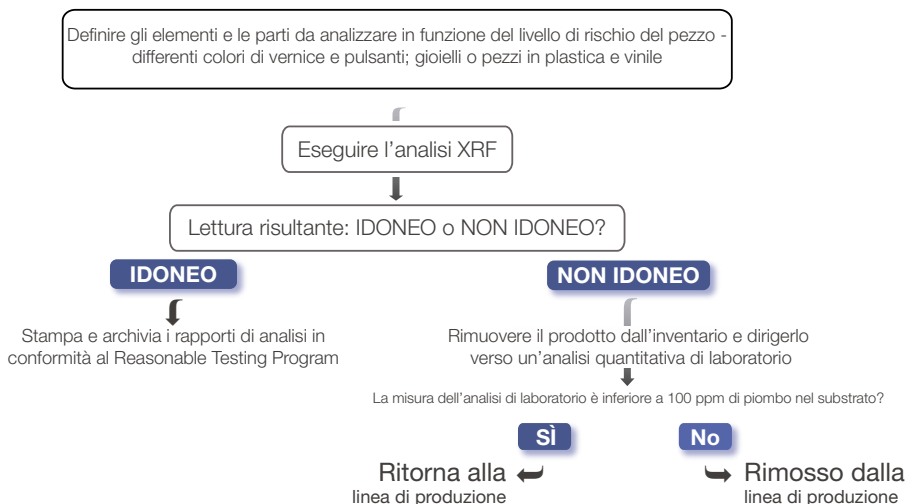 Definire gli elementi e le parti da analizzare in funzione del livello di rischio del pezzo -
differenti colori di vernice e pulsanti; gioielli o pezzi in plastica e vinile
Eseguire l'analisi XRF
Lettura risultante: IDONEO o NON IDONEO?
IDONEO
NON IDONEO
Stampa e archivia i rapporti di analisi in
conformità al Reasonable Testing Program
Rimuovere il prodotto dall'inventario e dirigerlo
verso un'analisi quantitativa di laboratorio
La misura dell'analisi di laboratorio è inferiore a 100 ppm di piombo nel substrato?
SÌ
No
Ritorna alla
linea di produzione
Rimosso dalla
linea di produzione